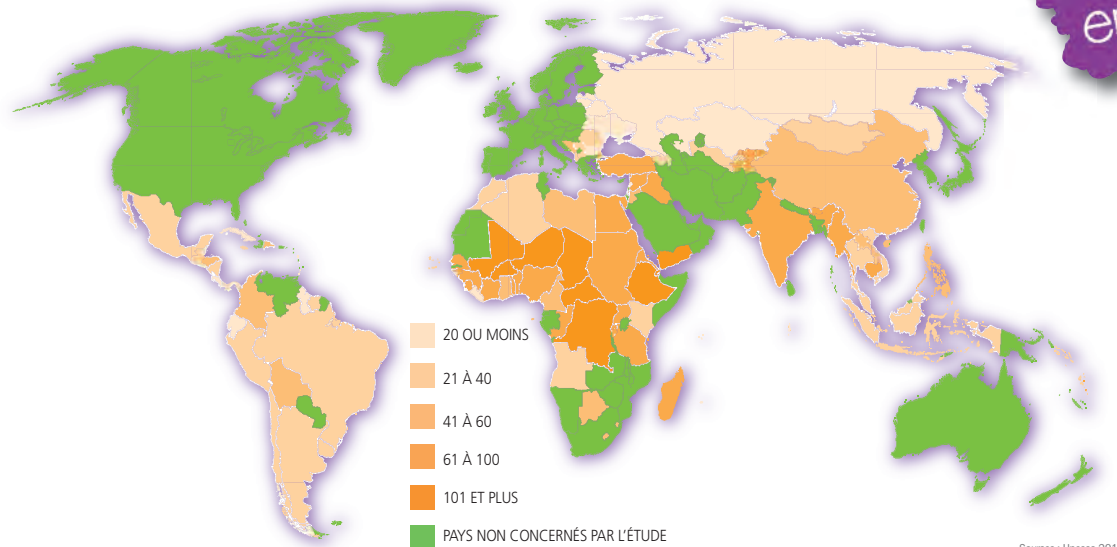 20 OU MOINS
21 À 40
41 À 60
61 À 100
101 ET PLUS
PAYS NON CONCERNÉS PAR L'ÉTUDE